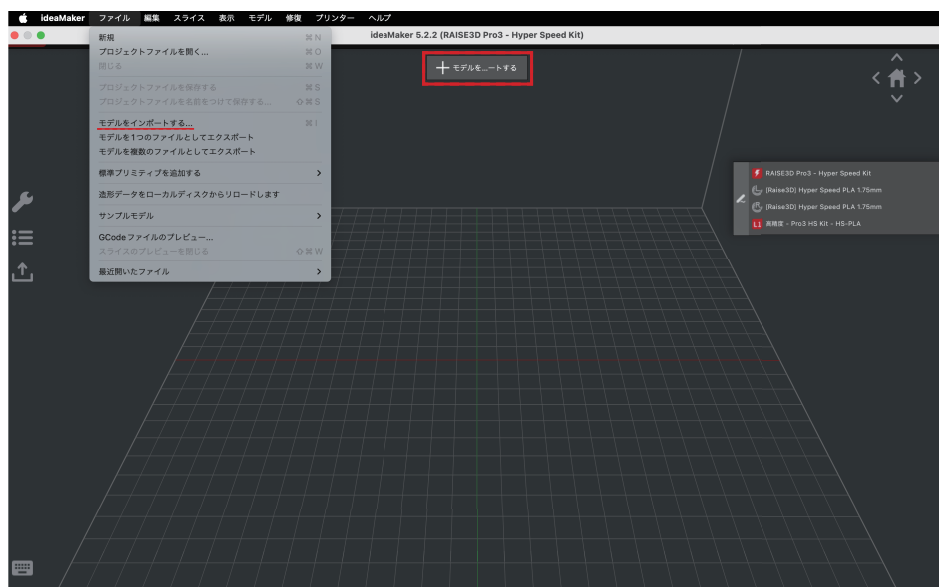 ideaMaker ファイル 編集 スライス 表示 モデル 修復 プリンター ヘルプ
ideaMaker 5.2.2 (RAISE3D Pro3 - Hyper Speed Kit)
新規 ⌘N
プロジェクトファイルを開く... ⌘O
閉じる ⌘W
プロジェクトファイルを保存する ⌘S
プロジェクトファイルを名前をつけて保存する... ⇧⌘S
モデルをインポートする... ⌘I
モデルを1つのファイルとしてエクスポート
モデルを複数のファイルとしてエクスポート
標準プリミティブを追加する
造形データをローカルディスクからリロードします
サンプルモデル
GCodeファイルのプレビュー...
スライスのプレビューを閉じる ⇧⌘W
最近開いたファイル
モデルを...ートする
RAISE3D Pro3 - Hyper Speed Kit
[Raise3D] Hyper Speed PLA 1.75mm
[Raise3D] Hyper Speed PLA 1.75mm
L1 高精度 - Pro3 HS Kit - HS-PLA